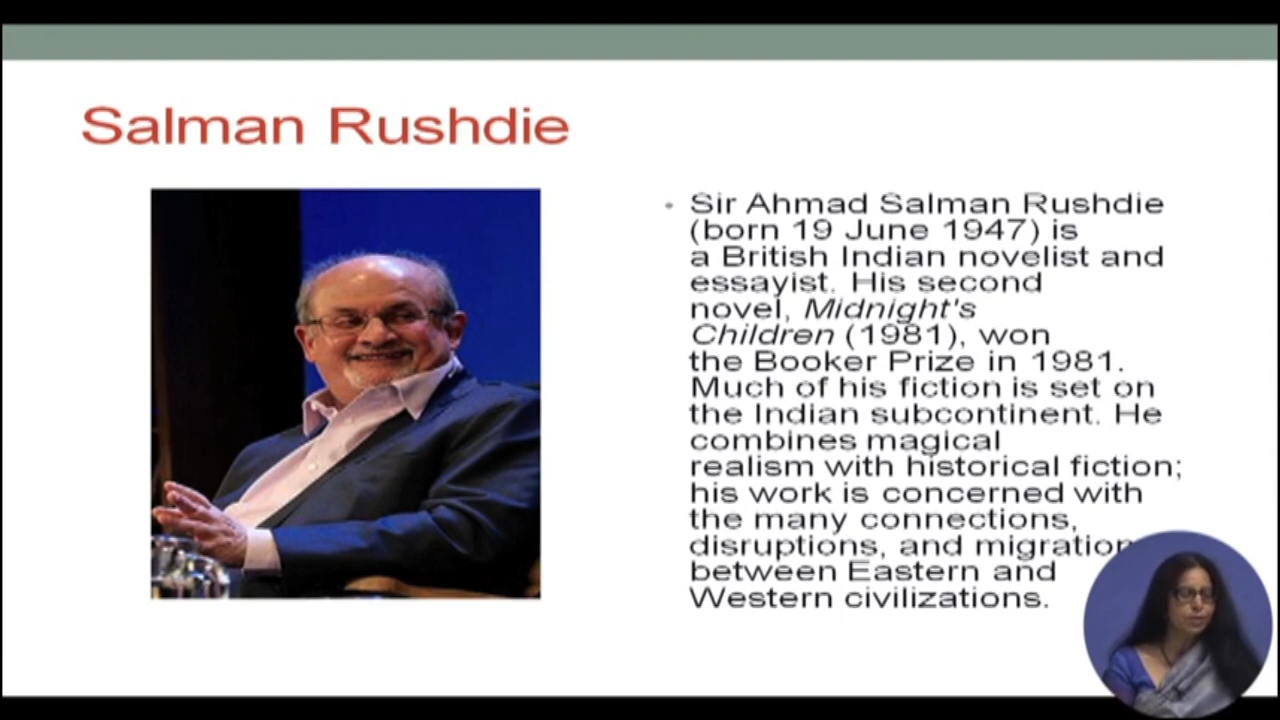 Salman Rushdie
• Sir Ahmad Salman Rushdie
(born 19 June 1947) is
a British Indian novelist and
essayist. His second
novel, Midnight's
Children (1981), won
the Booker Prize in 1981.
Much of his fiction is set on
the Indian subcontinent. He
combines magical
realism with historical fiction;
his work is concerned with
the many connections,
disruptions, and migration
between Eastern and
Western civilizations.